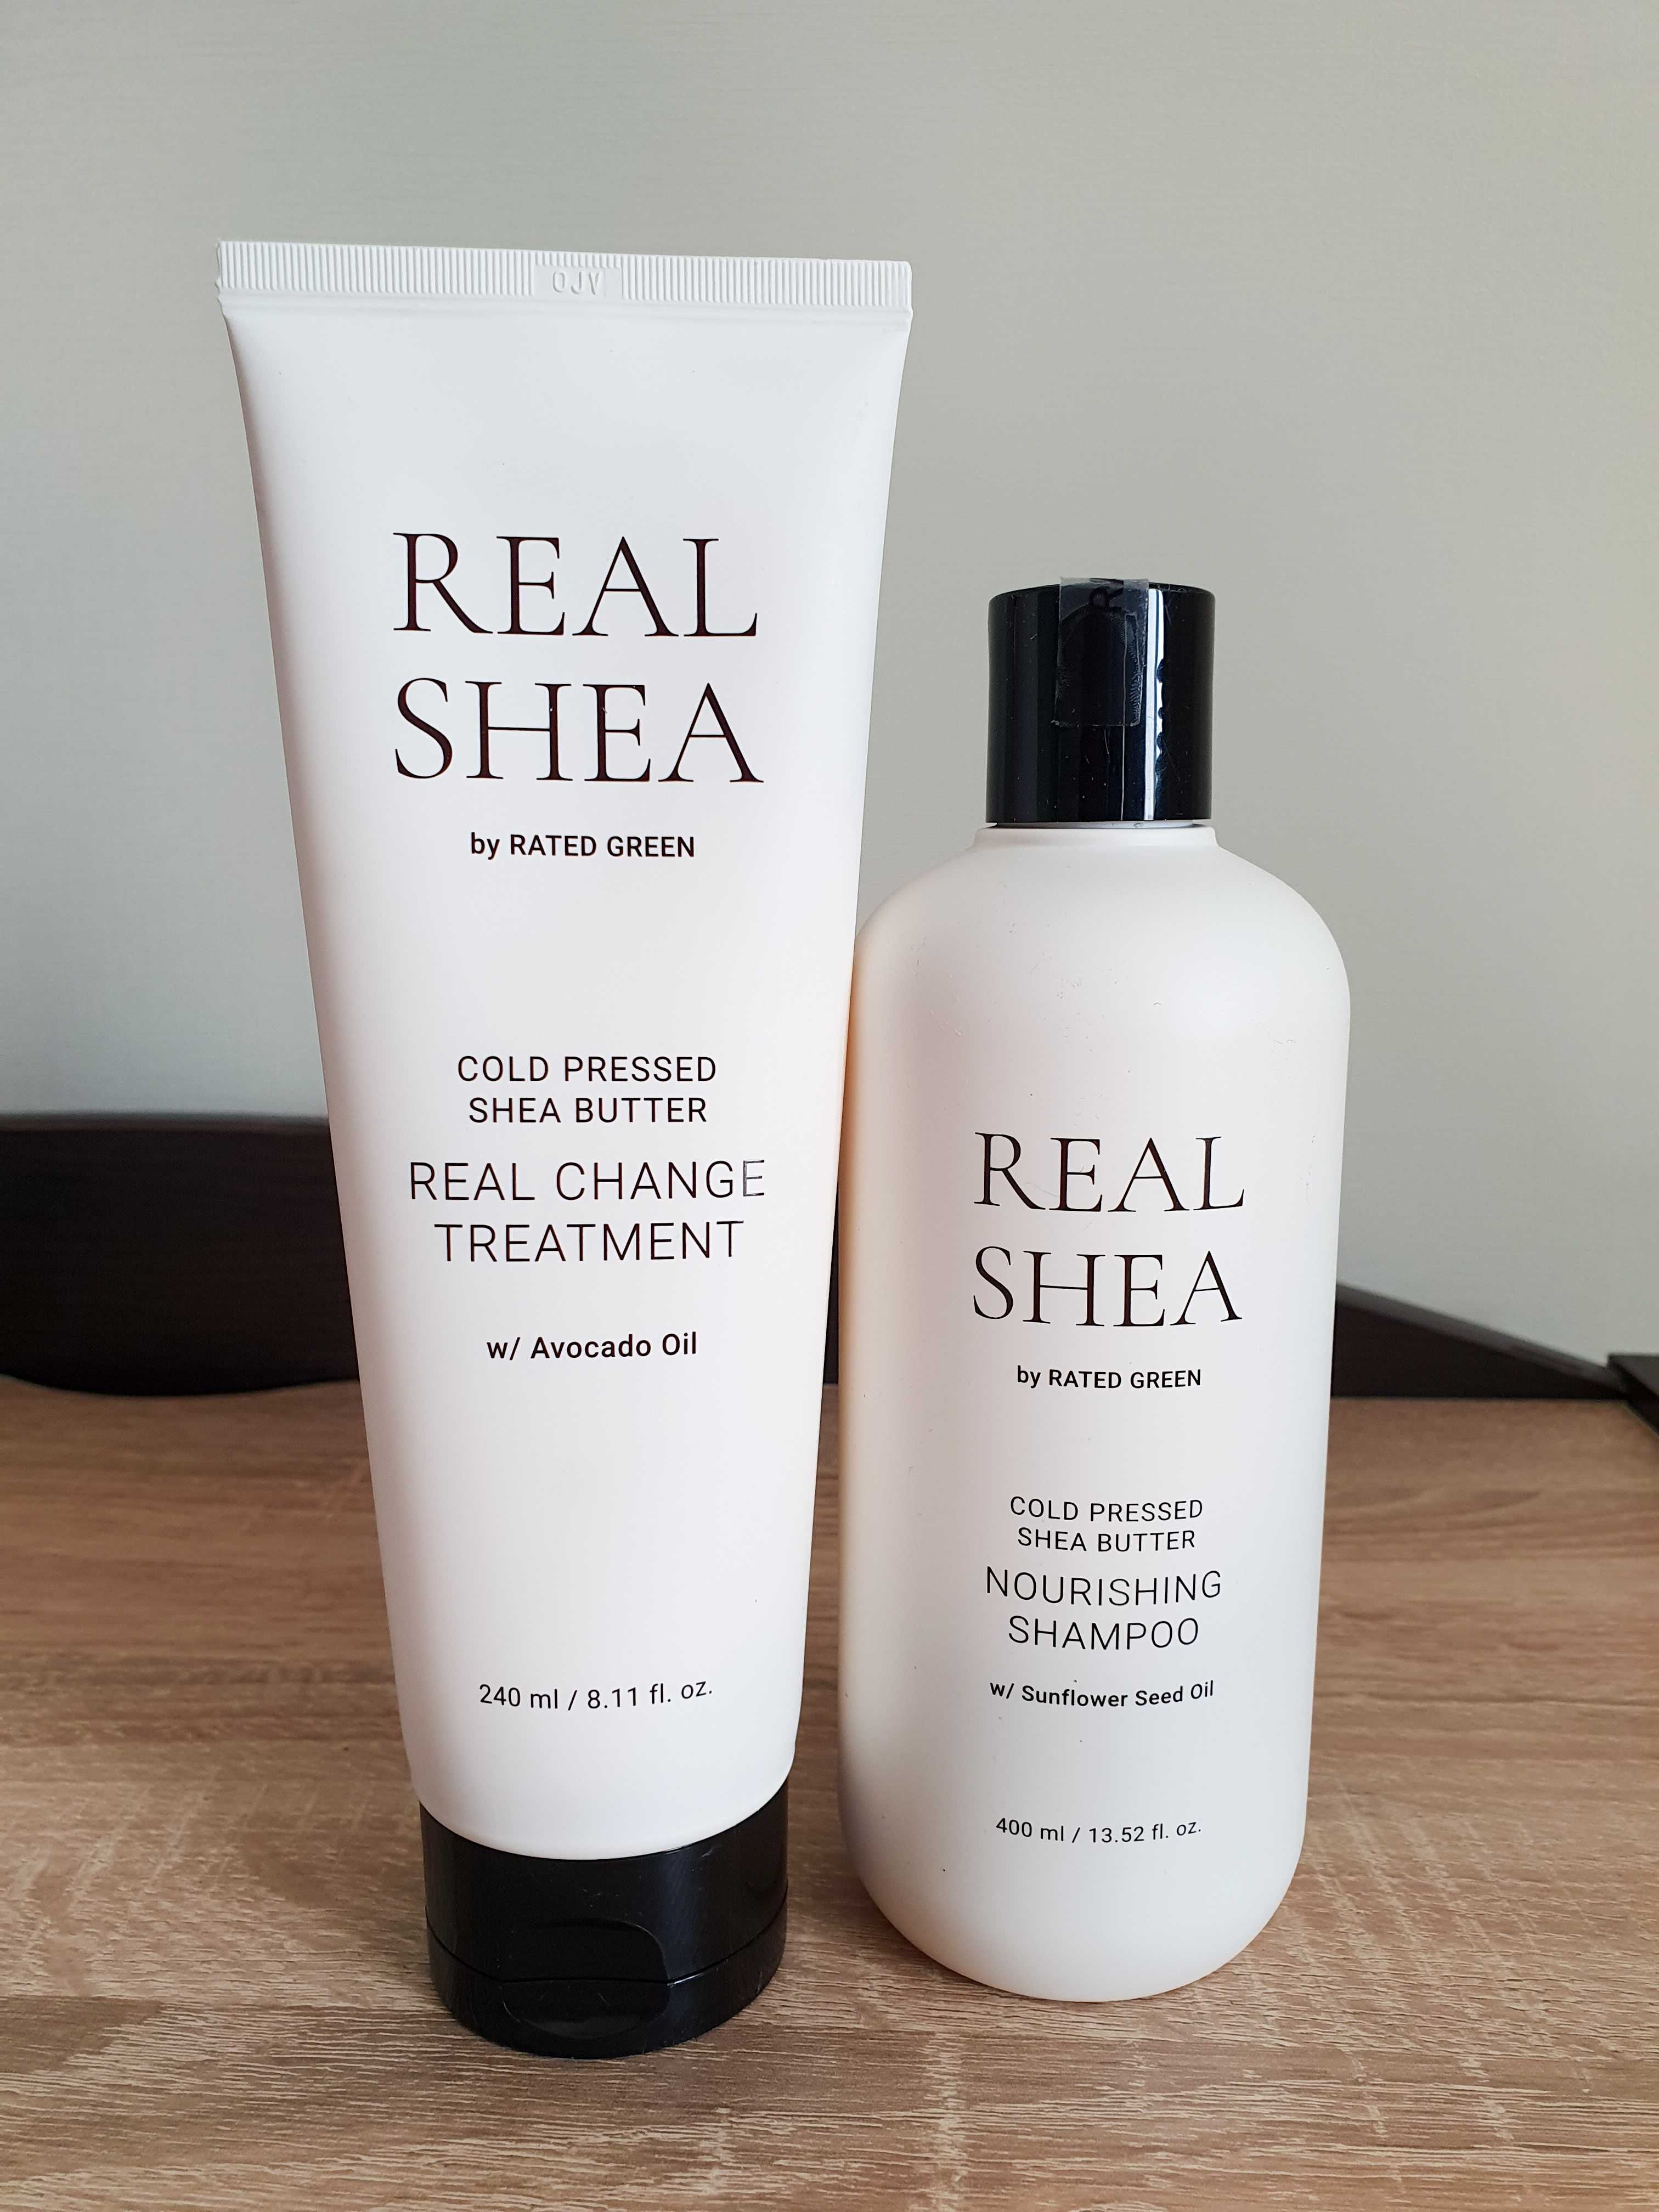 REAL
SHEA
by RATED GREEN
COLD PRESSED
SHEA BUTTER
REAL CHANGE
TREATMENT
w/ Avocado Oil
240 ml / 8.11 fl. oz.
REAL
SHEA
by RATED GREEN
COLD PRESSED
SHEA BUTTER
NOURISHING
SHAMPOO
w/ Sunflower Seed Oil
400 ml / 13.52 fl. oz.